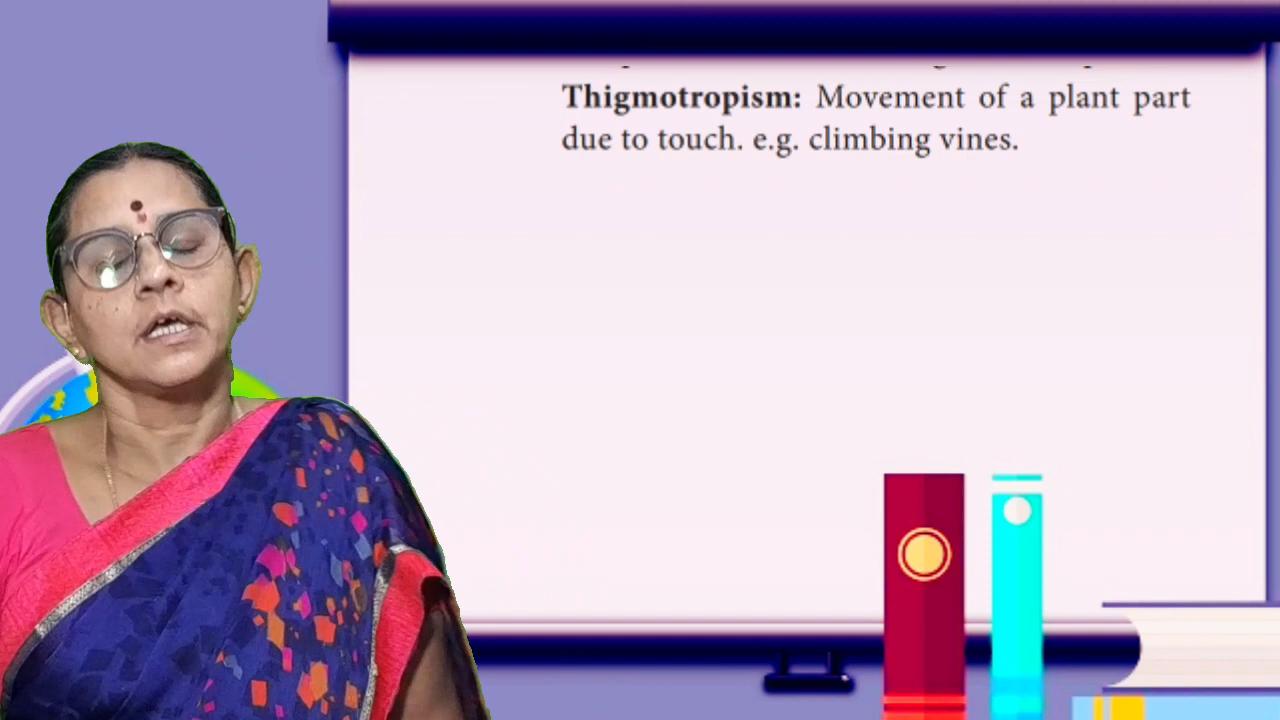 Thigmotropism: Movement of a plant part
due to touch. e.g. climbing vines.